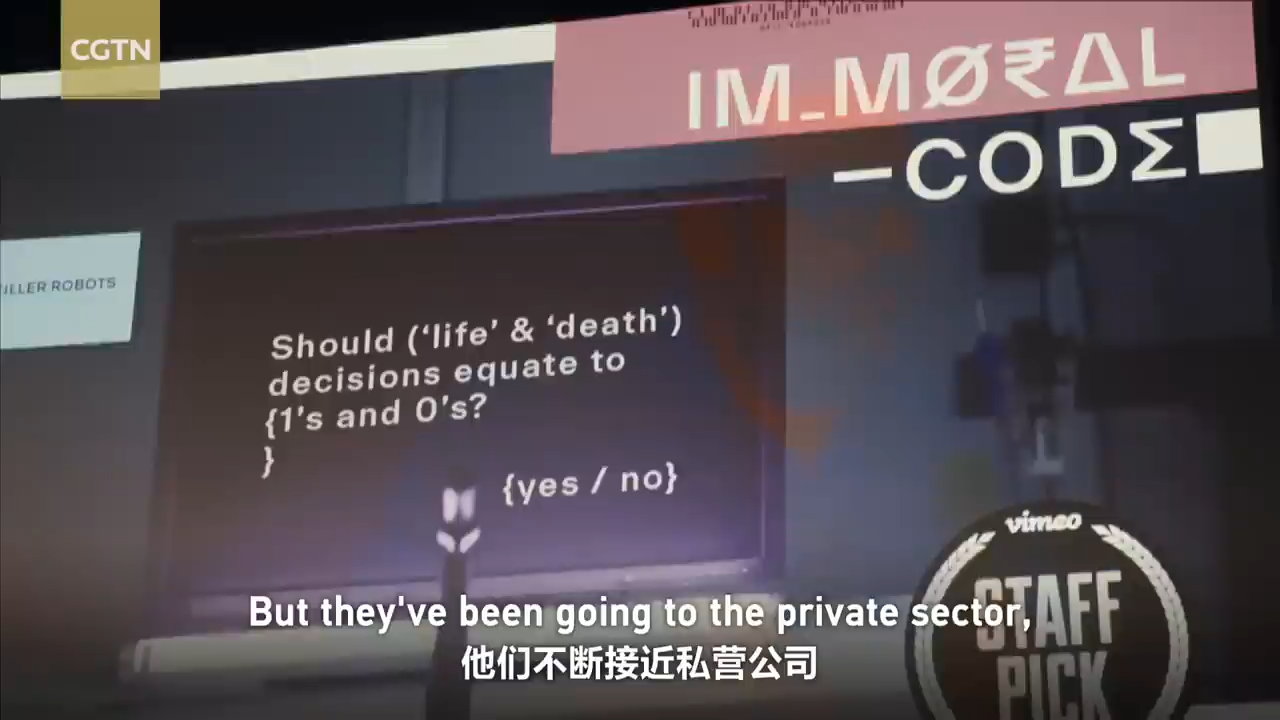 CGTN
IM_MØ₹ΔL
—CODΣ
ILLER ROBOTS
Should (‘life’ & ‘death’)
decisions equate to
{1’s and 0’s?
}
{yes / no}
vimeo
STAFF
PICK
But they've been going to the private sector,
他们不断接近私营公司